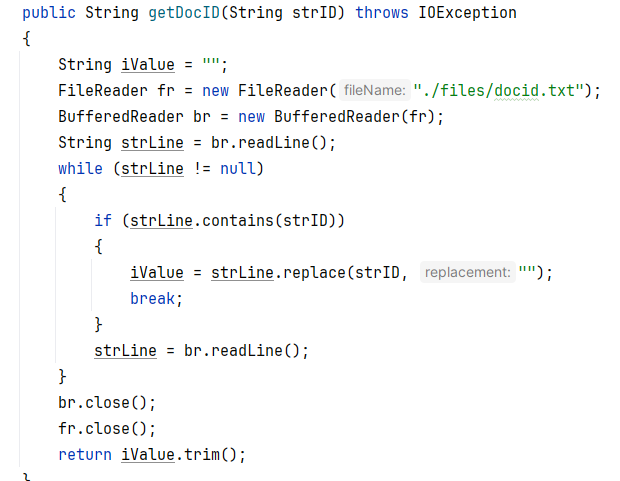 public String getDocID(String strID) throws IOException
{
    String iValue = "";
    FileReader fr = new FileReader( fileName: "./files/docid.txt");
    BufferedReader br = new BufferedReader(fr);
    String strLine = br.readLine();
    while (strLine != null)
    {
        if (strLine.contains(strID))
        {
            iValue = strLine.replace(strID, replacement: "");
            break;
        }
        strLine = br.readLine();
    }
    br.close();
    fr.close();
    return iValue.trim();
}